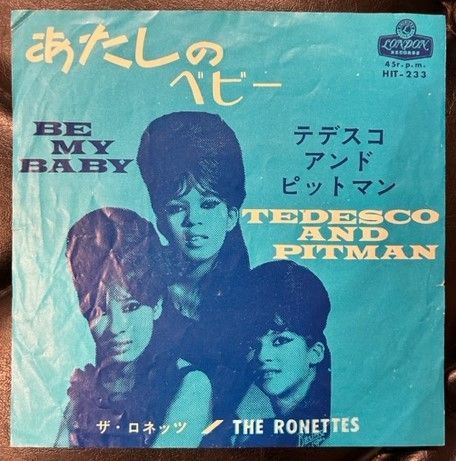 あたしの
ベビー
LONDON
RECORDS
45r.p.m.
HIT-233
BE
MY
BABY
テデスコ
アンド
ピットマン
TEDESCO
AND
PITMAN
ザ・ロネッツ / THE RONETTES